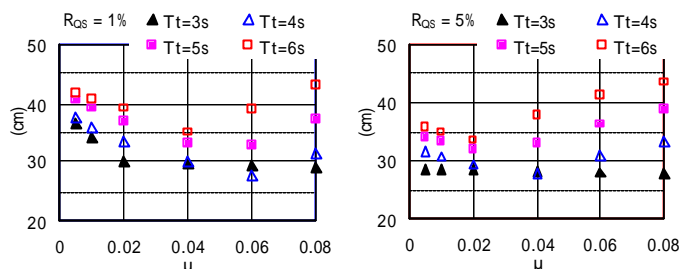 R_QS = 1% ▲ Tt=3s △ Tt=4s
■ Tt=5s □ Tt=6s
50
40
30
20
(cm)
0 0.02 0.04 0.06 0.08
μ
R_QS = 5% ▲ Tt=3s △ Tt=4s
■ Tt=5s □ Tt=6s
50
40
30
20
(cm)
0 0.02 0.04 0.06 0.08
μ